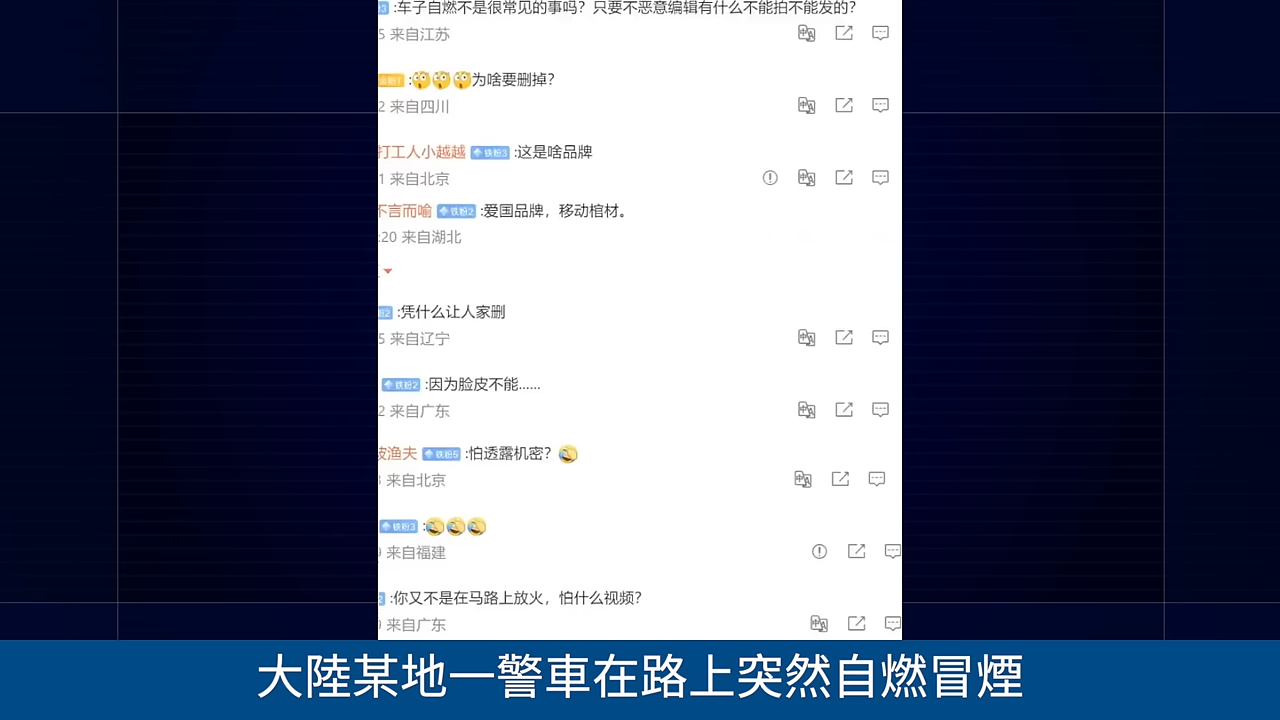 :车子自燃不是很常见的事吗？只要不恶意编辑有什么不能拍不能发的？
5 来自江苏
:为啥要删掉？
2 来自四川
打工人小越越 铁粉3 :这是啥品牌
1 来自北京
不言而喻 铁粉2 :爱国品牌，移动棺材。
:20 来自湖北
:凭什么让人家删
5 来自辽宁
铁粉2 :因为脸皮不能......
2 来自广东
渔夫 铁粉5 :怕透露机密？
来自北京
铁粉3 :
来自福建
:你又不是在马路上放火，怕什么视频？
来自广东
大陸某地一警車在路上突然自燃冒煙